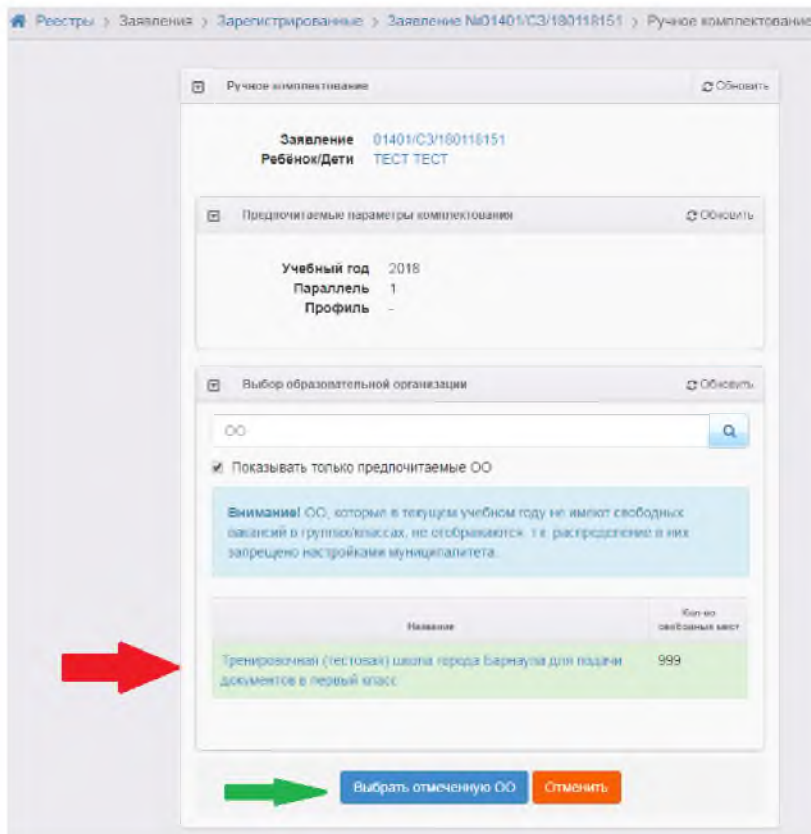 Реестры > Заявления > Зарегистрированные > Заявление №01401/СЗ/180118151 > Ручное комплектование
Ручное комплектование Обновить
Заявление 01401/СЗ/180118151
Ребёнок/Дети ТЕСТ ТЕСТ
Предпочитаемые параметры комплектования Обновить
Учебный год 2018
Параллель 1
Профиль -
Выбор образовательной организации Обновить
ОО
Показывать только предпочитаемые ОО
Внимание! ОО, которые в текущем учебном году не имеют свободных
вакансий в группах/классах, не отображаются, т.к. распределение в них
запрещено настройками муниципалитета.
Название Кол-во
свободных мест
Тренировочная (тестовая) школа города Барнаула для подачи 999
документов в первый класс
Выбрать отмеченную ОО Отменить